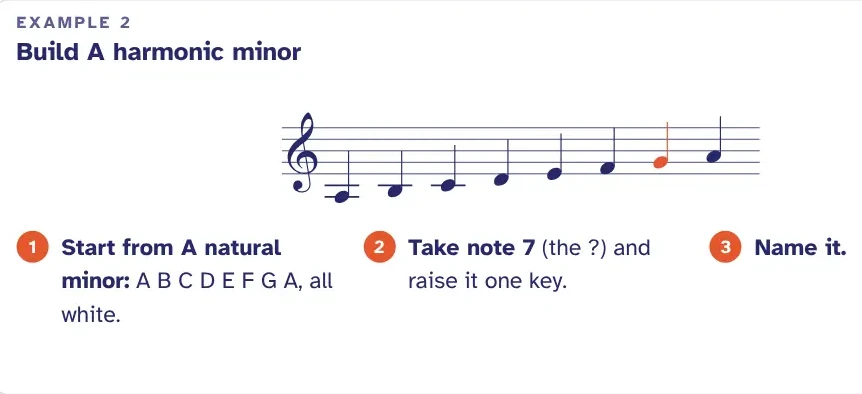 EXAMPLE 2
Build A harmonic minor
1 Start from A natural
minor: A B C D E F G A, all
white.
2 Take note 7 (the ?) and
raise it one key.
3 Name it.